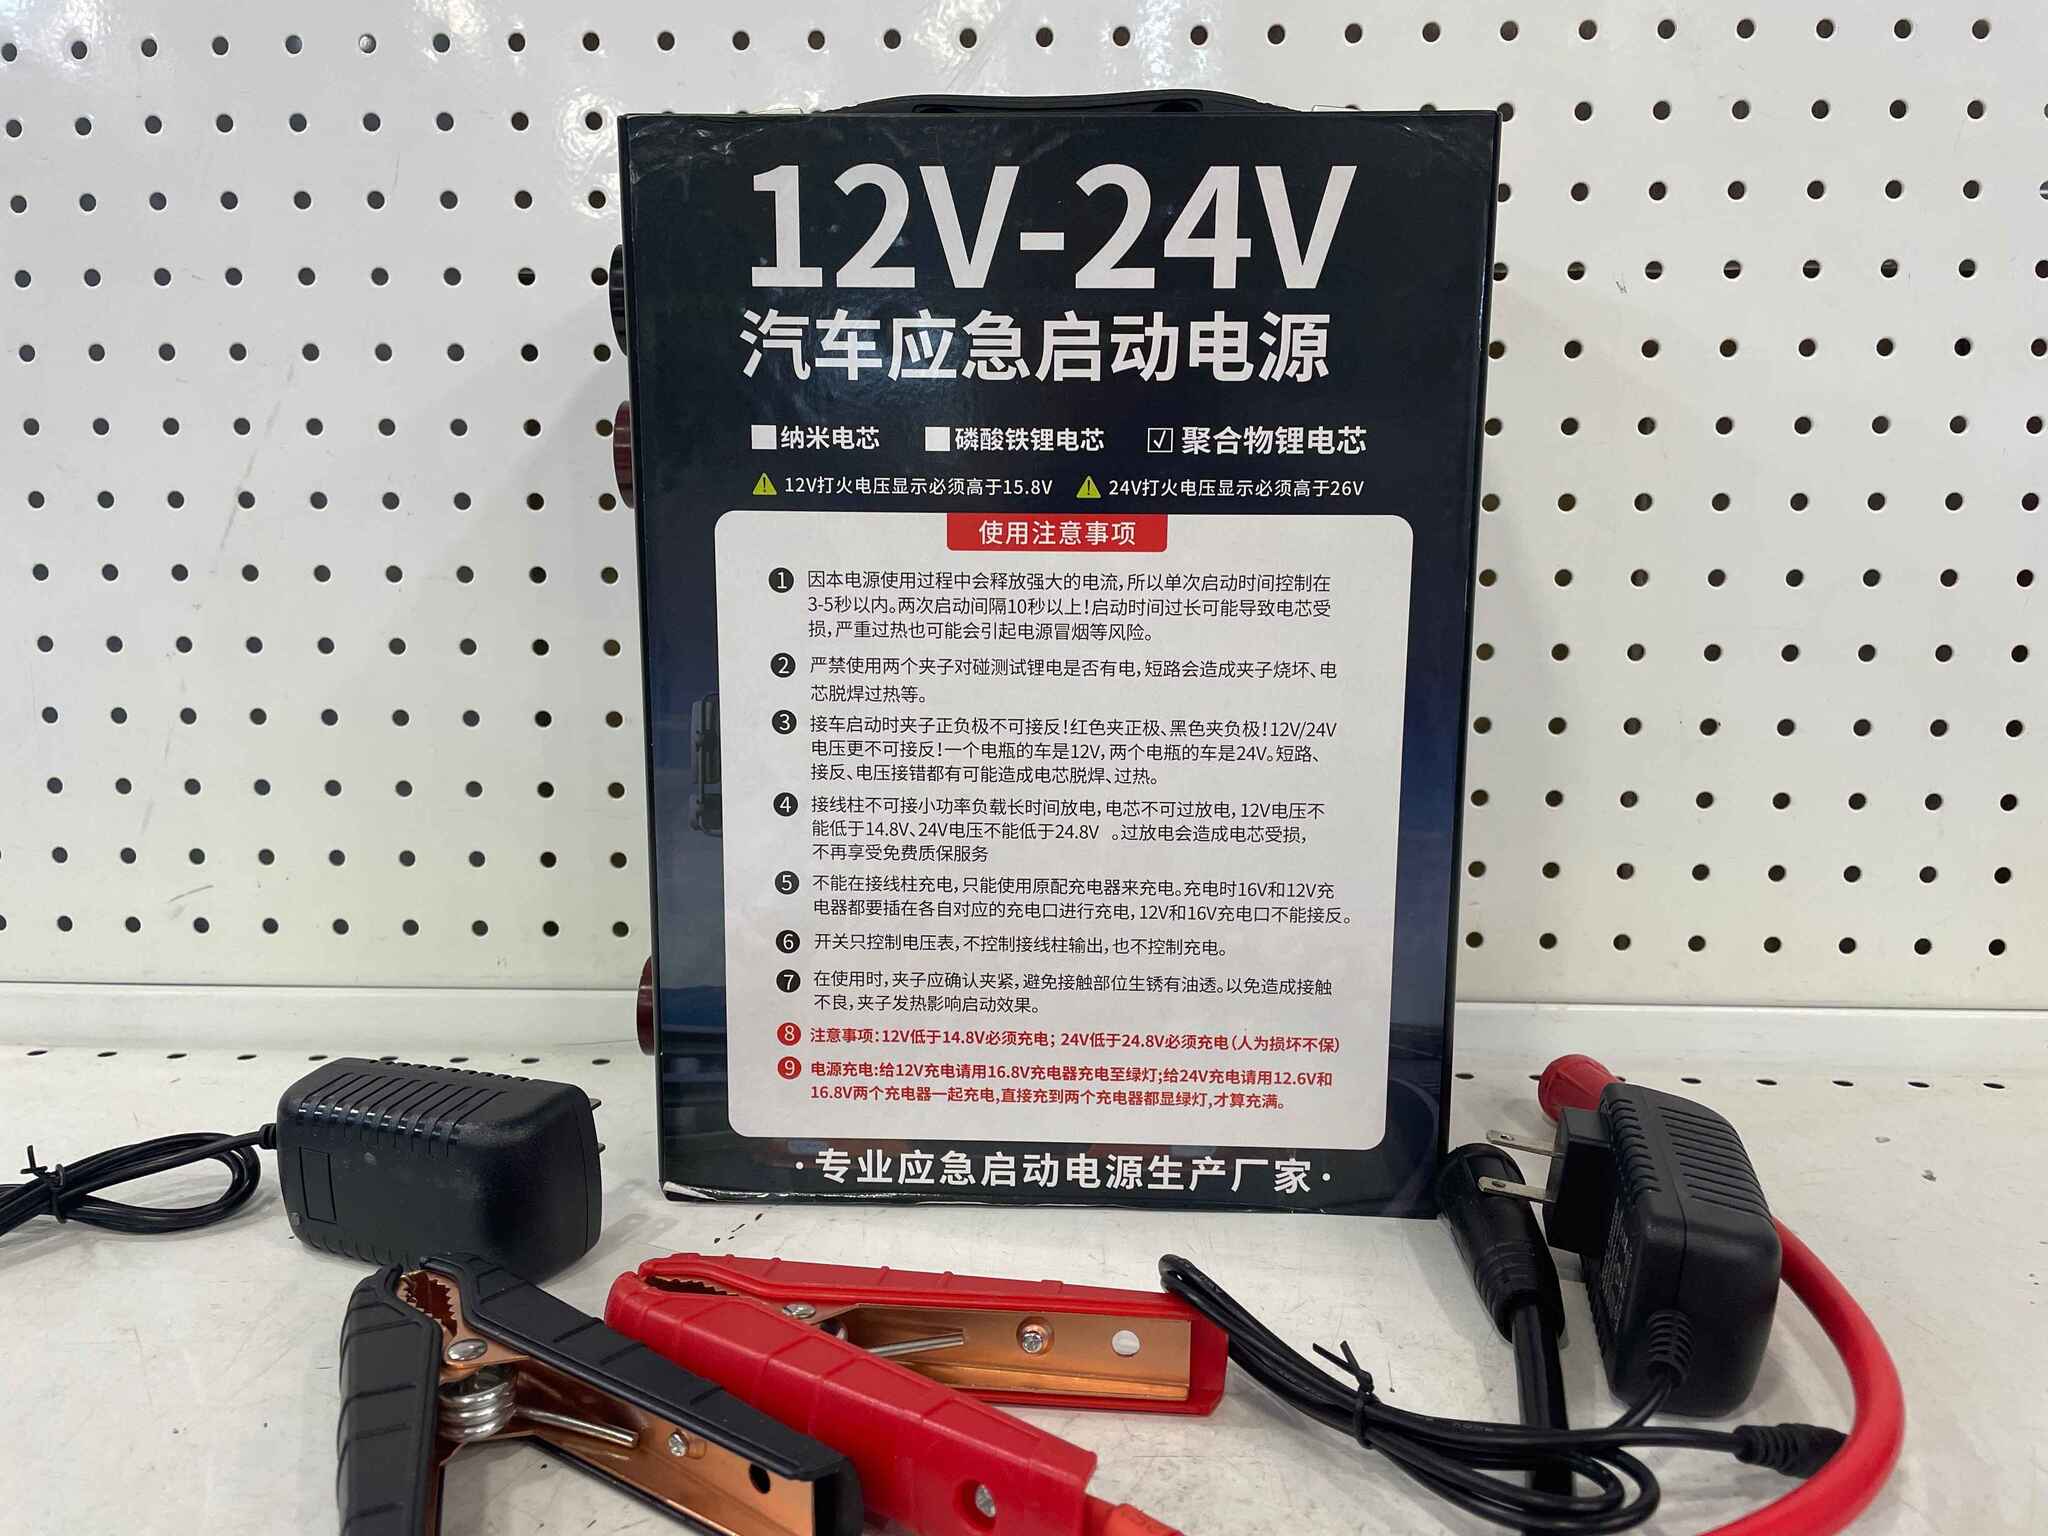 12V-24V
汽车应急启动电源
纳米电芯 磷酸铁锂电芯 ☑ 聚合物锂电芯
12V打火电压显示必须高于15.8V 24V打火电压显示必须高于26V
使用注意事项
1 因本电源使用过程中会释放强大的电流，所以单次启动时间控制在
3-5秒以内。两次启动间隔10秒以上！启动时间过长可能导致电芯受
损，严重过热也可能会引起电源冒烟等风险。
2 严禁使用两个夹子对碰测试锂电是否有电，短路会造成夹子烧坏、电
芯脱焊过热等。
3 接车启动时夹子正负极不可接反！红色夹正极、黑色夹负极！12V/24V
电压更不可接反！一个电瓶的车是12V，两个电瓶的车是24V。短路、
接反、电压接错都有可能造成电芯脱焊、过热。
4 接线柱不可接小功率负载长时间放电，电芯不可过放电，12V电压不
能低于14.8V、24V电压不能低于24.8V 。过放电会造成电芯受损，
不再享受免费质保服务
5 不能在接线柱充电，只能使用原配充电器来充电。充电时16V和12V充
电器都要插在各自对应的充电口进行充电，12V和16V充电口不能接反。
6 开关只控制电压表，不控制接线柱输出，也不控制充电。
7 在使用时，夹子应确认夹紧，避免接触部位生锈有油透。以免造成接触
不良，夹子发热影响启动效果。
8 注意事项：12V低于14.8V必须充电；24V低于24.8V必须充电（人为损坏不保）
9 电源充电:给12V充电请用16.8V充电器充电至绿灯;给24V充电请用12.6V和
16.8V两个充电器一起充电,直接充到两个充电器都显绿灯,才算充满。
·专业应急启动电源生产厂家·